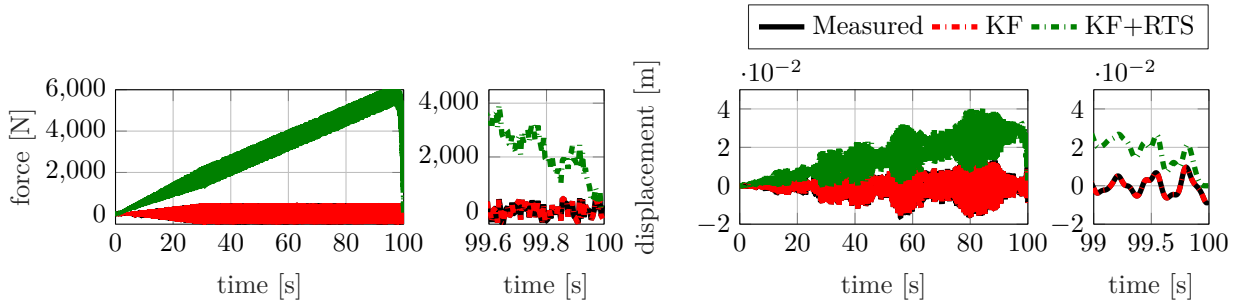 Measured KF KF+RTS
force [N]
6,000
4,000
2,000
0
0 20 40 60 80 100
time [s]
4,000
2,000
0
99.6 99.8 100
time [s]
displacement [m]
·10−2
4
2
0
−2
0 20 40 60 80 100
time [s]
·10−2
4
2
0
−2
99 99.5 100
time [s]